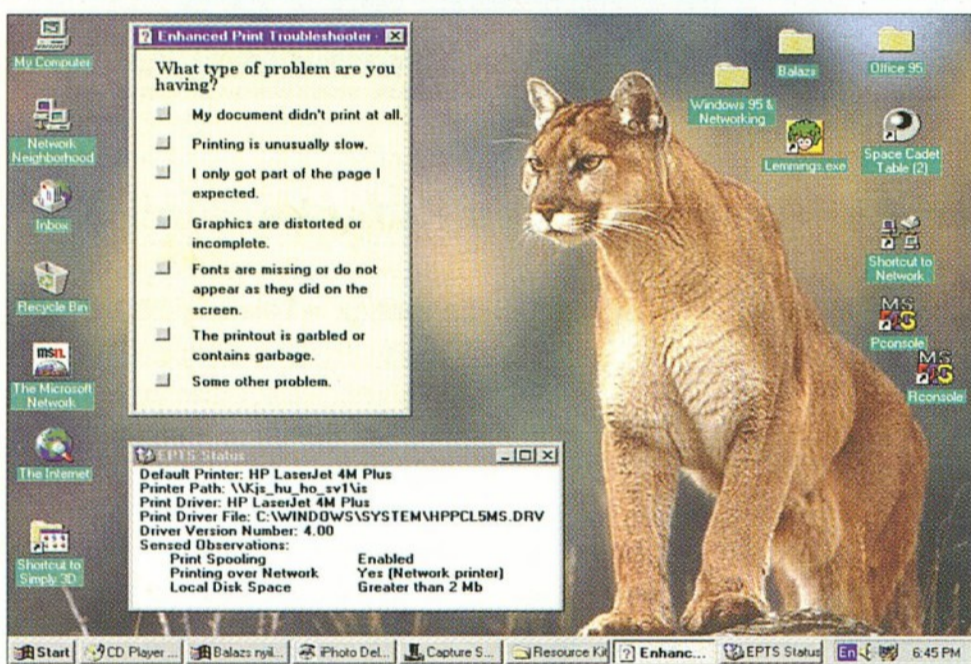 My Computer
Network
Neighborhood
Inbox
Recycle Bin
msn.
The Microsoft
Network
The Internet
Shortcut to
Simply 3D
Enhanced Print Troubleshooter
What type of problem are you
having?
My document didn't print at all.
Printing is unusually slow.
I only got part of the page I
expected.
Graphics are distorted or
incomplete.
Fonts are missing or do not
appear as they did on the
screen.
The printout is garbled or
contains garbage.
Some other problem.
EPTS Status
Default Printer: HP LaserJet 4M Plus
Printer Path: \\Kjs_hu_ho_sv1\is
Print Driver: HP LaserJet 4M Plus
Print Driver File: C:\WINDOWS\SYSTEM\HPPCL5MS.DRV
Driver Version Number: 4.00
Sensed Observations:
Print Spooling Enabled
Printing over Network Yes (Network printer)
Local Disk Space Greater than 2 Mb
Balazs
Office 95
Windows 95 &
Networking
Lemmings.exe
Space Cadet
Table (2)
Shortcut to
Network
MS
Pconsole
MS
Rconsole
Start CD Player ... Balazs nyil... iPhoto Del... Capture S... Resource Kit Enhanc... EPTS Status En 6:45 PM